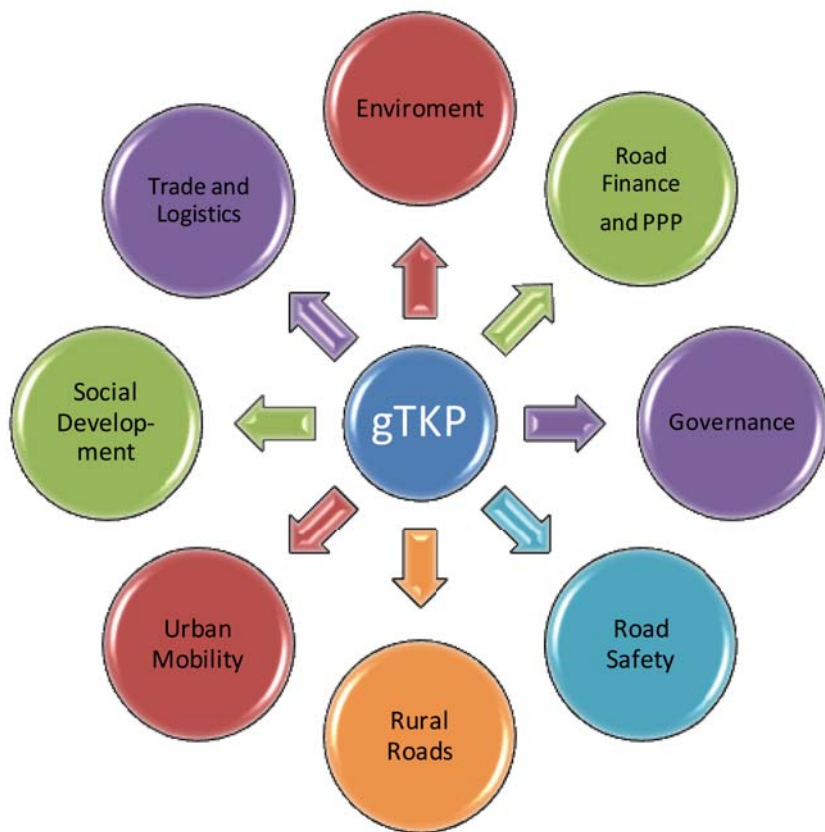 Enviroment
Road
Finance
and PPP
Governance
Road
Safety
Rural
Roads
Urban
Mobility
Social
Develop-
ment
Trade and
Logistics
gTKP